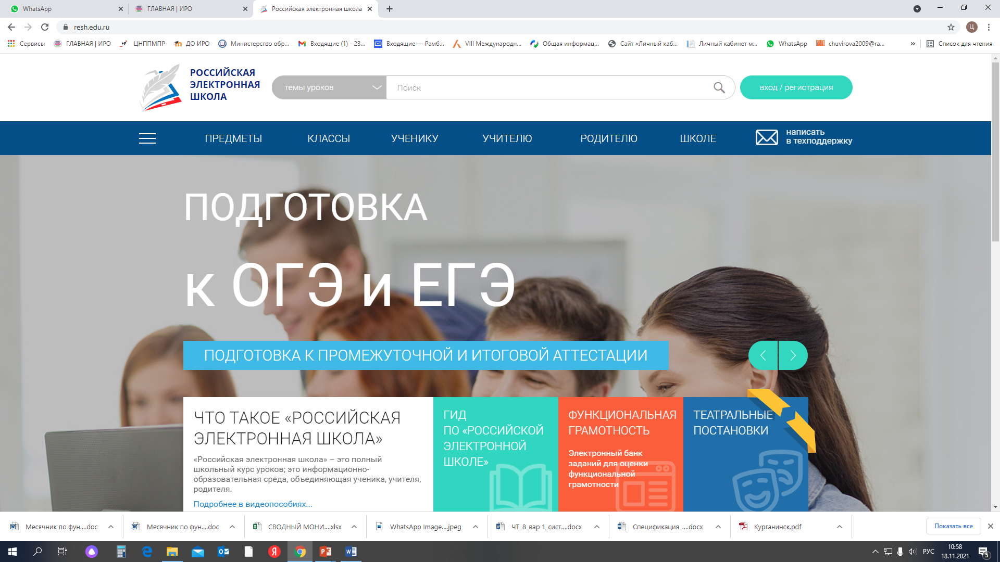 WhatsApp
ГЛАВНАЯ | ИРО
Российская электронная школа
resh.edu.ru
Ц
Сервисы
ГЛАВНАЯ | ИРО
ЦНППМПР
ДО ИРО
Министерство обр...
Входящие (1) - 23...
Входящие — Рамб...
VIII Международн...
Общая информац...
Сайт «Личный каб...
Личный кабинет м...
WhatsApp
chuvirova2009@ra...
»
Список для чтения
РОССИЙСКАЯ
ЭЛЕКТРОННАЯ
ШКОЛА
темы уроков
Поиск
вход / регистрация
ПРЕДМЕТЫ
КЛАССЫ
УЧЕНИКУ
УЧИТЕЛЮ
РОДИТЕЛЮ
ШКОЛЕ
написать
в техподдержку
ПОДГОТОВКА
к ОГЭ и ЕГЭ
ПОДГОТОВКА К ПРОМЕЖУТОЧНОЙ И ИТОГОВОЙ АТТЕСТАЦИИ
ЧТО ТАКОЕ «РОССИЙСКАЯ
ЭЛЕКТРОННАЯ ШКОЛА»
«Российская электронная школа» – это полный
школьный курс уроков; это информационно-
образовательная среда, объединяющая ученика, учителя,
родителя.
Подробнее в видеопособиях...
ГИД
ПО «РОССИЙСКОЙ
ЭЛЕКТРОННОЙ
ШКОЛЕ»
ФУНКЦИОНАЛЬНАЯ
ГРАМОТНОСТЬ
Электронный банк
заданий для оценки
функциональной
грамотности
ТЕАТРАЛЬНЫЕ
ПОСТАНОВКИ
Месячник по фун....doc
Месячник по фун....doc
СВОДНЫЙ МОНИ....xlsx
WhatsApp Image....jpeg
ЧТ_8_вар 1_сист....docx
Спецификация_....docx
Курганинск.pdf
Показать все
РУС
10:58
18.11.2021
5